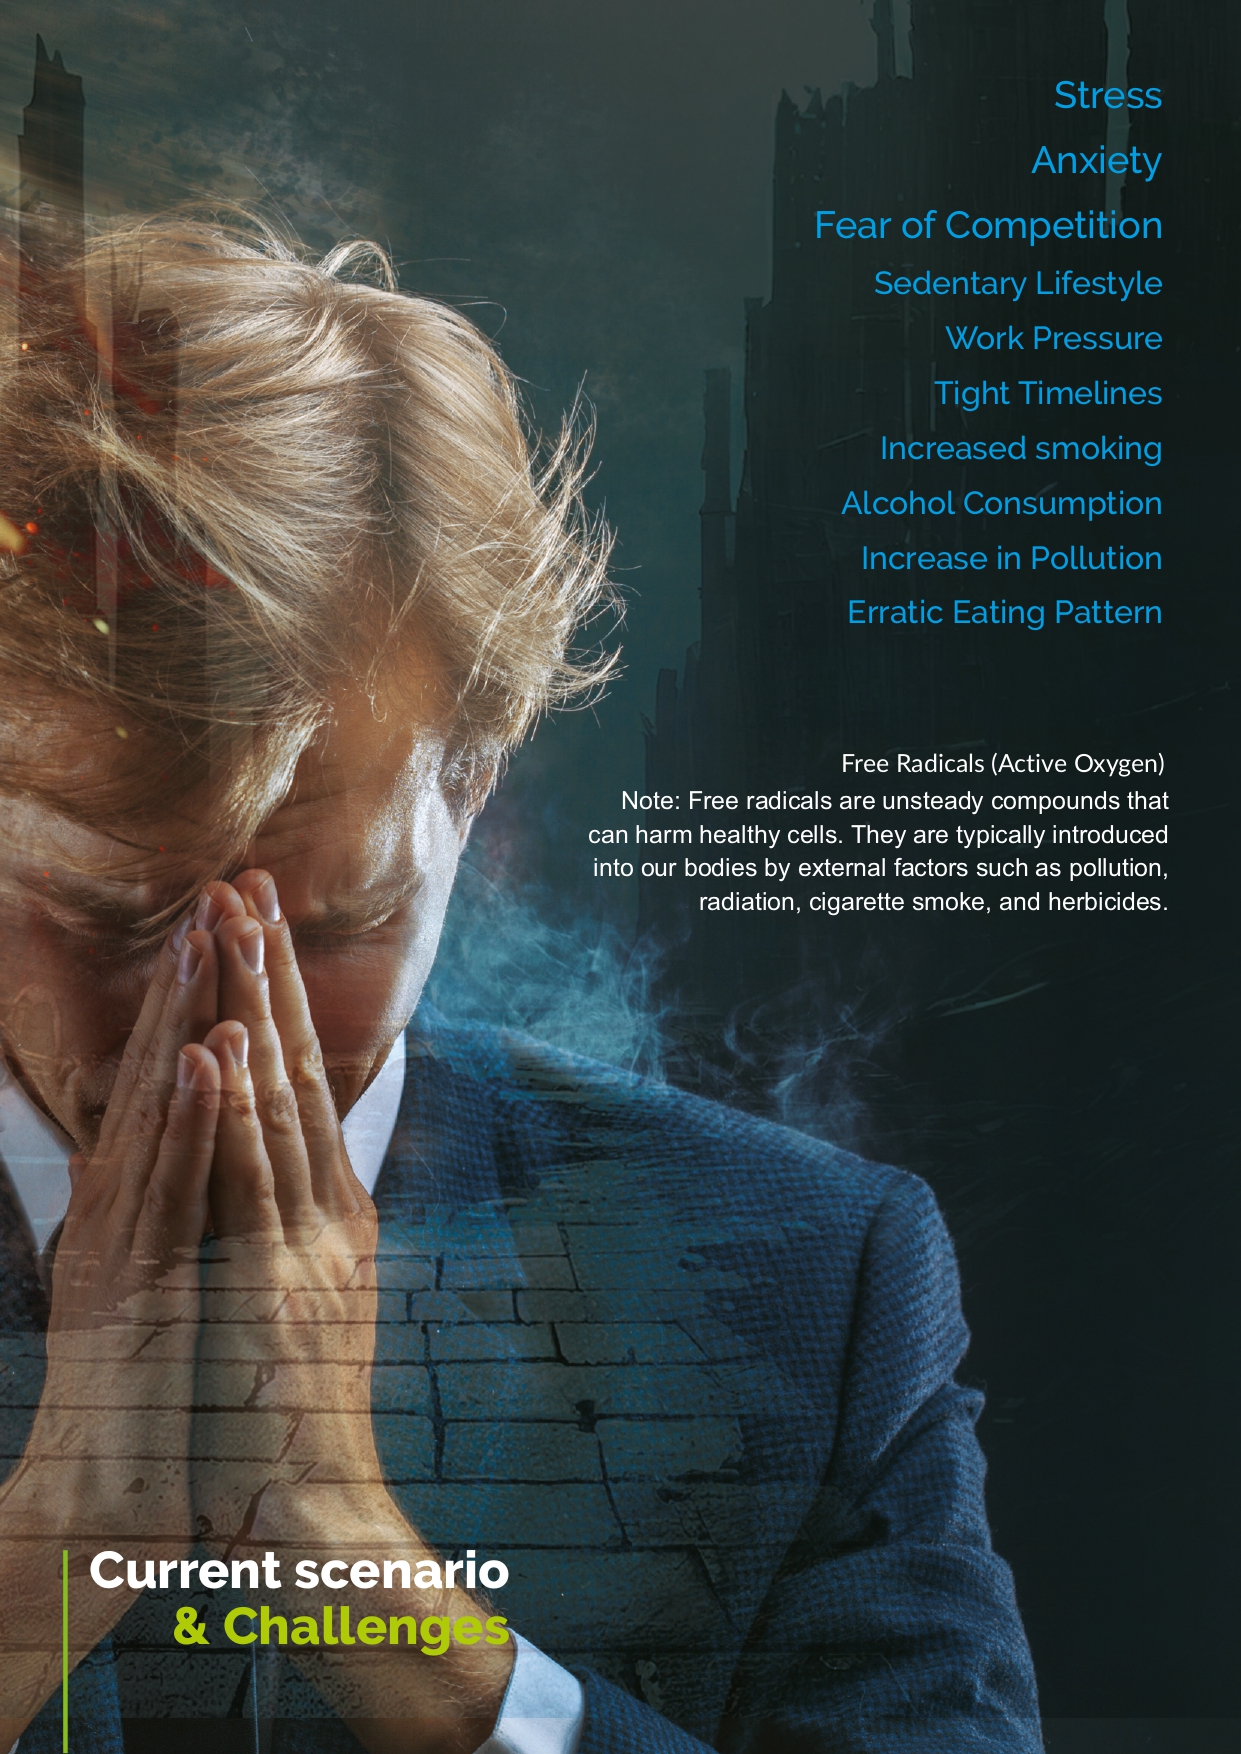 Stress
Anxiety
Fear of Competition
Sedentary Lifestyle
Work Pressure
Tight Timelines
Increased smoking
Alcohol Consumption
Increase in Pollution
Erratic Eating Pattern
Free Radicals (Active Oxygen)
Note: Free radicals are unsteady compounds that
can harm healthy cells. They are typically introduced
into our bodies by external factors such as pollution,
radiation, cigarette smoke, and herbicides.
Current scenario
& Challenges